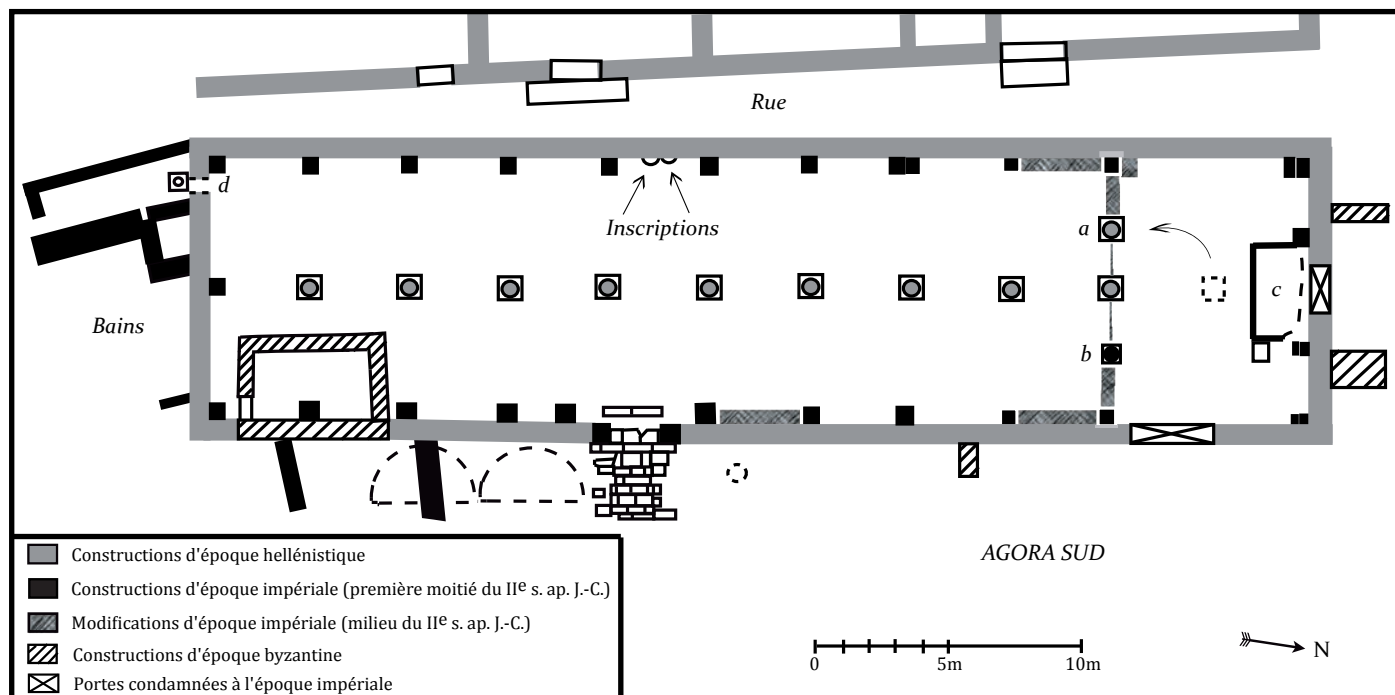 Rue
d
Inscriptions
a
c
Bains
b
AGORA SUD
Constructions d'époque hellénistique
Constructions d'époque impériale (première moitié du IIe s. ap. J.-C.)
Modifications d'époque impériale (milieu du IIe s. ap. J.-C.)
Constructions d'époque byzantine
Portes condamnées à l'époque impériale
0 5m 10m
N